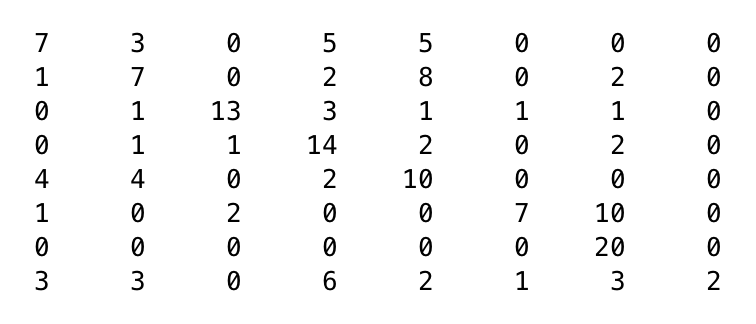 7 3 0 5 5 0 0 0
1 7 0 2 8 0 2 0
0 1 13 3 1 1 1 0
0 1 1 14 2 0 2 0
4 4 0 2 10 0 0 0
1 0 2 0 0 7 10 0
0 0 0 0 0 0 20 0
3 3 0 6 2 1 3 2